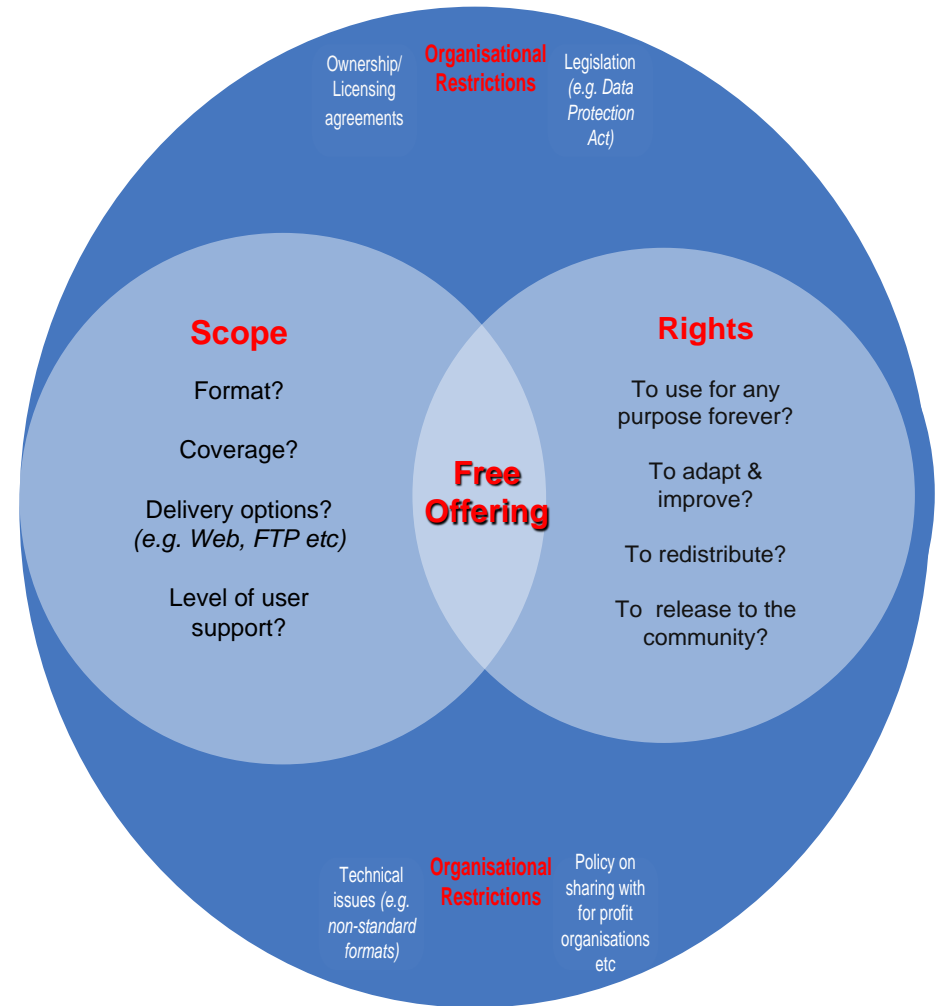 Ownership/
Licensing
agreements
Organisational
Restrictions
Legislation
(e.g. Data
Protection
Act)
Scope
Format?
Coverage?
Delivery options?
(e.g. Web, FTP etc)
Level of user
support?
Free
Offering
Rights
To use for any
purpose forever?
To adapt &
improve?
To redistribute?
To  release to the
community?
Technical
issues (e.g.
non-standard
formats)
Organisational
Restrictions
Policy on
sharing with
for profit
organisations
etc